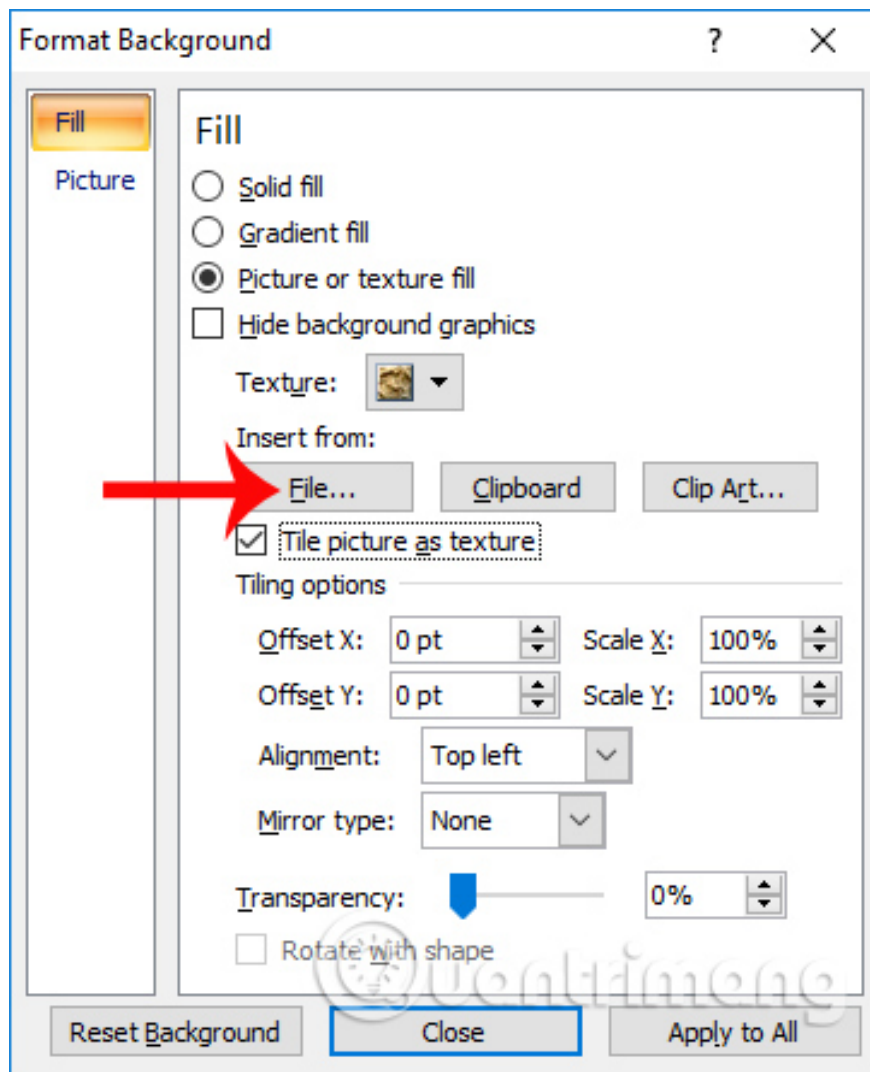 Format Background ? X
Fill
Picture
Fill
Solid fill
Gradient fill
Picture or texture fill
Hide background graphics
Texture:
Insert from:
File... Clipboard Clip Art...
Tile picture as texture
Tiling options
Offset X: 0 pt Scale X: 100%
Offset Y: 0 pt Scale Y: 100%
Alignment: Top left
Mirror type: None
Transparency: 0%
Rotate with shape
Quantrimang
Reset Background Close Apply to All